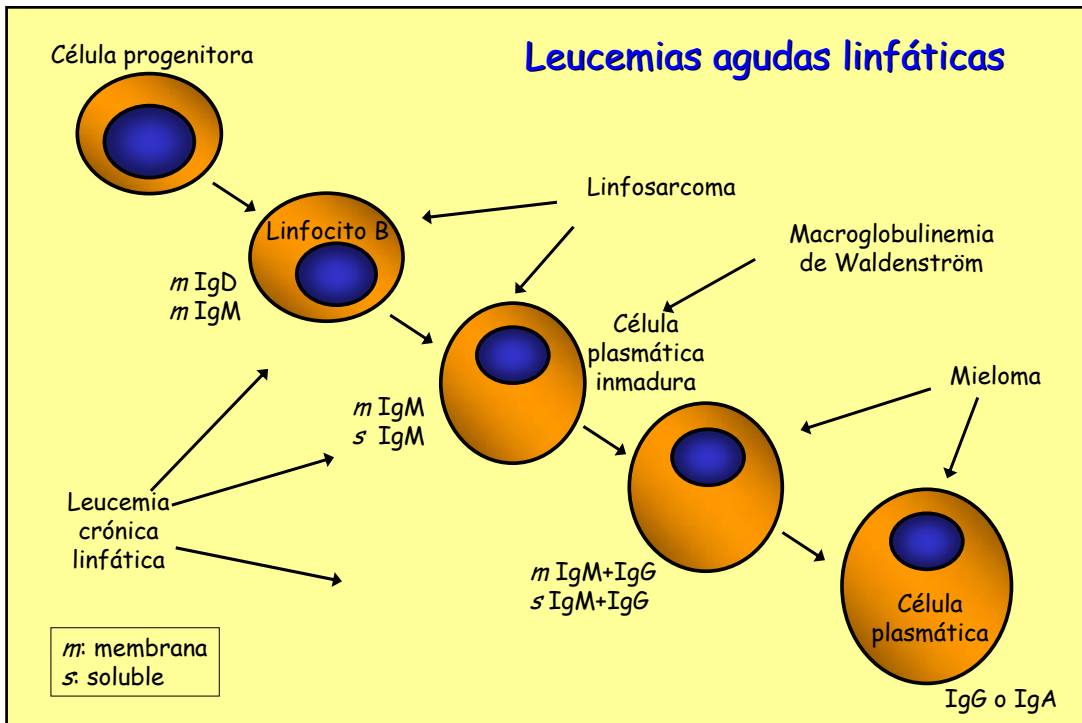 Leucemias agudas linfáticas
Célula progenitora
Linfosarcoma
Linfocito B
Macroglobulinemia
de Waldenström
m IgD
m IgM
Célula
plasmática
inmadura
Mieloma
m IgM
s IgM
Leucemia
crónica
linfática
m IgM+IgG
s IgM+IgG
Célula
plasmática
m: membrana
s: soluble
IgG o IgA